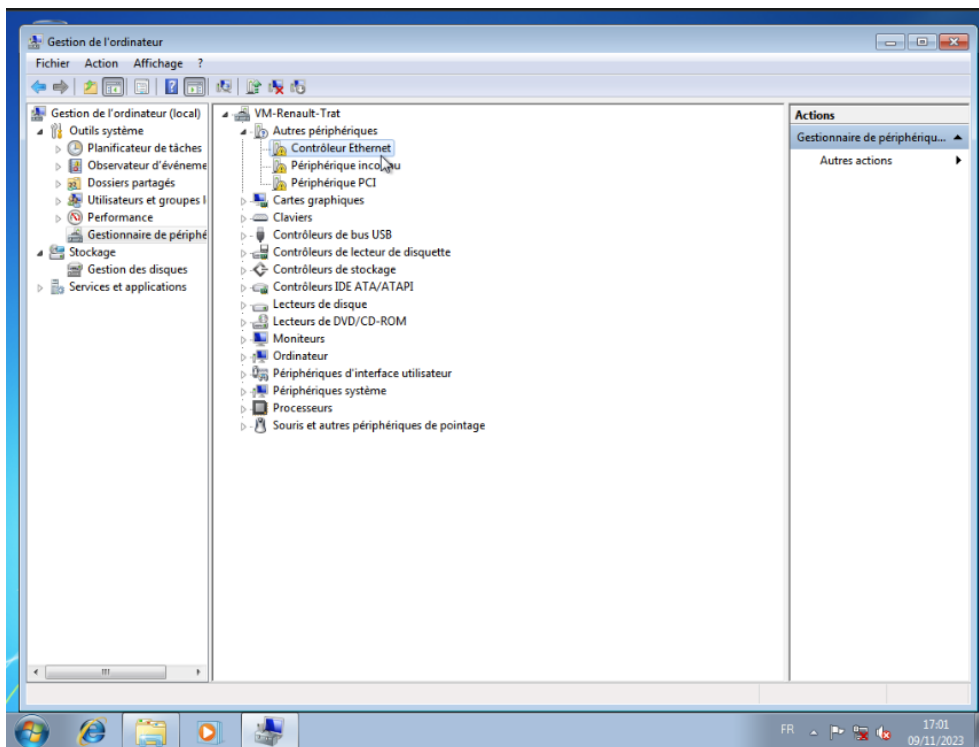 Gestion de l'ordinateur
Fichier Action Affichage ?
Gestion de l'ordinateur (local)
Outils système
Planificateur de tâches
Observateur d'événeme
Dossiers partagés
Utilisateurs et groupes l
Performance
Gestionnaire de périphé
Stockage
Gestion des disques
Services et applications
VM-Renault-Trat
Autres périphériques
Contrôleur Ethernet
Périphérique inconnu
Périphérique PCI
Cartes graphiques
Claviers
Contrôleurs de bus USB
Contrôleurs de lecteur de disquette
Contrôleurs de stockage
Contrôleurs IDE ATA/ATAPI
Lecteurs de disque
Lecteurs de DVD/CD-ROM
Moniteurs
Ordinateur
Périphériques d'interface utilisateur
Périphériques système
Processeurs
Souris et autres périphériques de pointage
Actions
Gestionnaire de périphériqu...
Autres actions
FR
17:01
09/11/2023